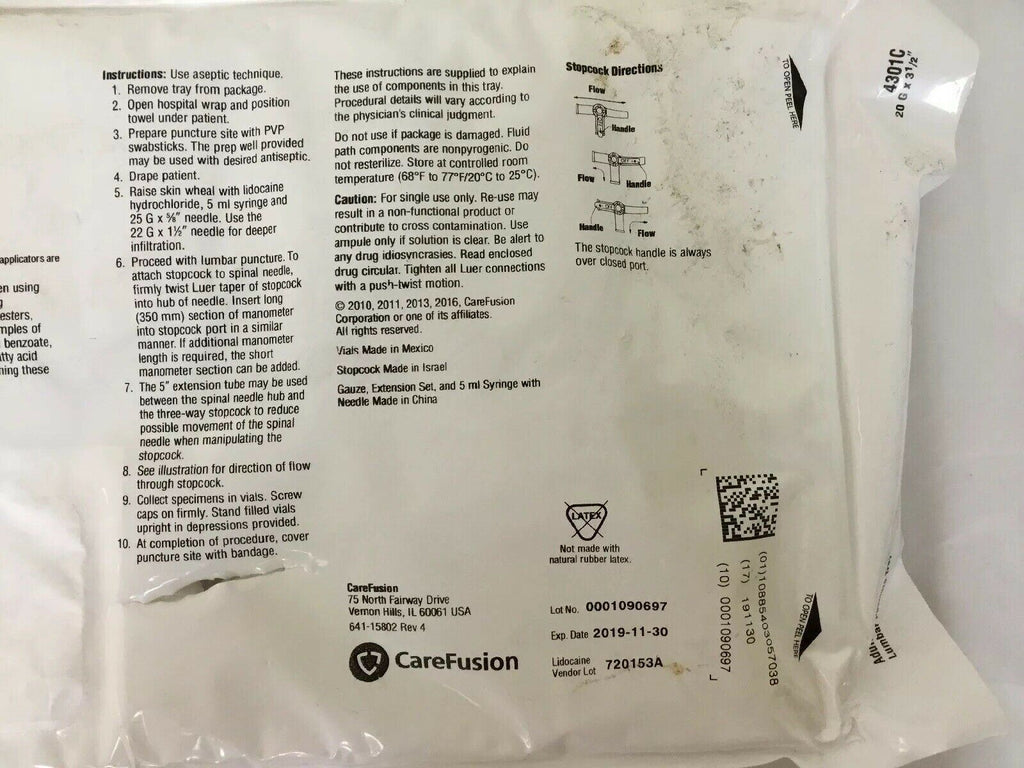 applicators are
en using
g
esters,
mples of
benzoate,
tty acid
ning these
Instructions: Use aseptic technique.
1. Remove tray from package.
2. Open hospital wrap and position
towel under patient.
3. Prepare puncture site with PVP
swabsticks. The prep well provided
may be used with desired antiseptic.
4. Drape patient.
5. Raise skin wheal with lidocaine
hydrochloride, 5 ml syringe and
25 G x ⅝" needle. Use the
22 G x 1½" needle for deeper
infiltration.
6. Proceed with lumbar puncture. To
attach stopcock to spinal needle,
firmly twist Luer taper of stopcock
into hub of needle. Insert long
(350 mm) section of manometer
into stopcock port in a similar
manner. If additional manometer
length is required, the short
manometer section can be added.
7. The 5" extension tube may be used
between the spinal needle hub and
the three-way stopcock to reduce
possible movement of the spinal
needle when manipulating the
stopcock.
8. See illustration for direction of flow
through stopcock.
9. Collect specimens in vials. Screw
caps on firmly. Stand filled vials
upright in depressions provided.
10. At completion of procedure, cover
puncture site with bandage.
These instructions are supplied to explain
the use of components in this tray.
Procedural details will vary according to
the physician's clinical judgment.
Do not use if package is damaged. Fluid
path components are nonpyrogenic. Do
not resterilize. Store at controlled room
temperature (68°F to 77°F/20°C to 25°C).
Caution: For single use only. Re-use may
result in a non-functional product or
contribute to cross contamination. Use
ampule only if solution is clear. Be alert to
any drug idiosyncrasies. Read enclosed
drug circular. Tighten all Luer connections
with a push-twist motion.
© 2010, 2011, 2013, 2016, CareFusion
Corporation or one of its affiliates.
All rights reserved.
Vials Made in Mexico
Stopcock Made in Israel
Gauze, Extension Set, and 5 ml Syringe with
Needle Made in China
CareFusion
75 North Fairway Drive
Vernon Hills, IL 60061 USA
641-15802 Rev 4
CareFusion
Stopcock Directions
Flow
Handle
Flow
Handle
Handle
Flow
The stopcock handle is always
over closed port.
LATEX
Not made with
natural rubber latex.
Lot No. 0001090697
Exp. Date 2019-11-30
Lidocaine
Vendor Lot 720153A
TO OPEN PEEL HERE
4301C
20 G x 3 1/2"
(01)10885403057038
(17) 191130
(10) 0001090697
TO OPEN PEEL HERE
Lumbar